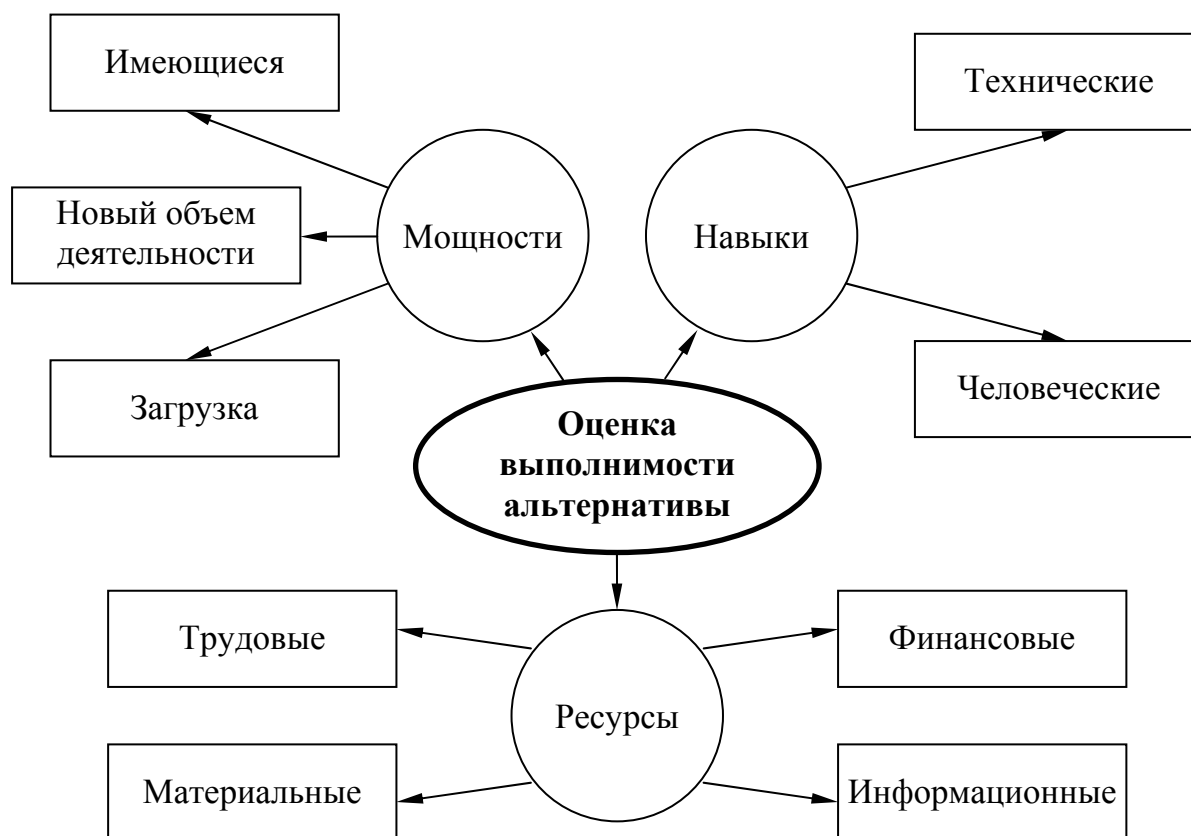 Имеющиеся
Технические
Новый объем
деятельности
Мощности
Навыки
Загрузка
Человеческие
Оценка
выполнимости
альтернативы
Трудовые
Финансовые
Ресурсы
Материальные
Информационные